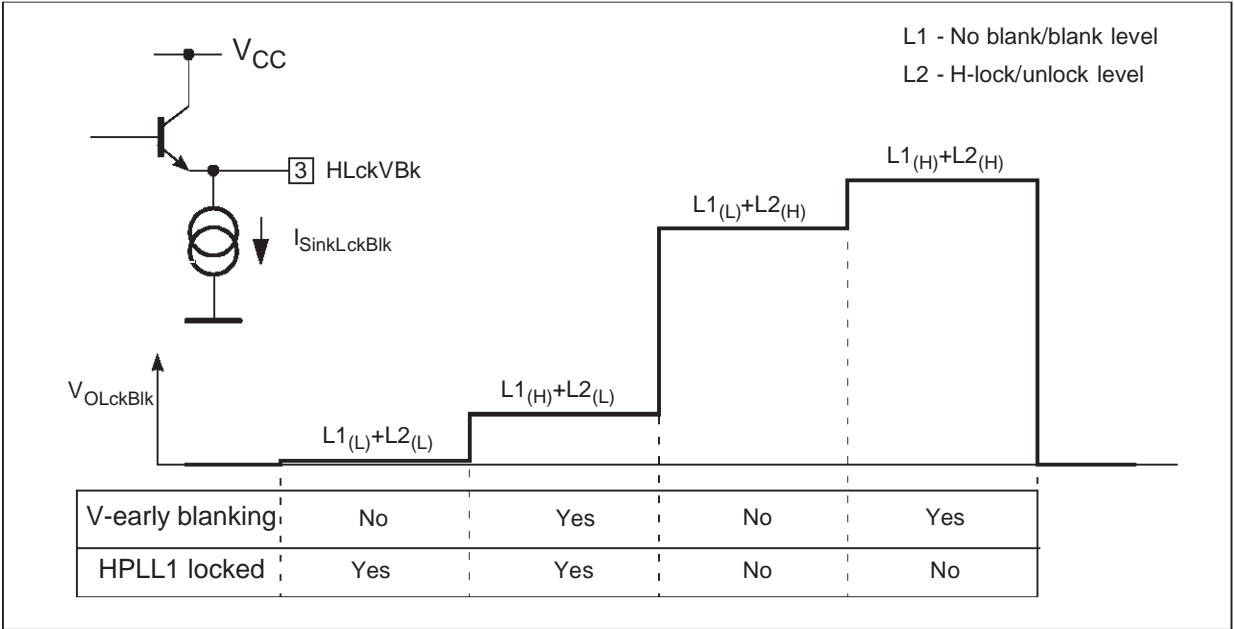 V_CC
L1 - No blank/blank level
L2 - H-lock/unlock level
3 HLckVBk
I_SinkLckBlk
V_OLckBlk
L1_(L)+L2_(L)
L1_(H)+L2_(L)
L1_(L)+L2_(H)
L1_(H)+L2_(H)
V-early blanking No Yes No Yes
HPLL1 locked Yes Yes No No